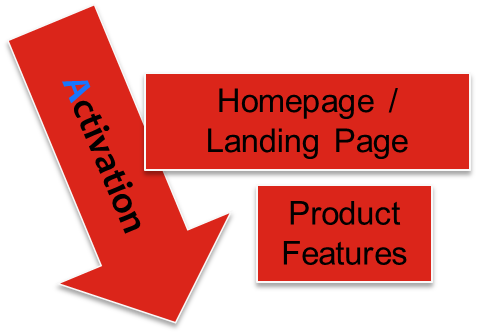 Activation
Homepage /
Landing Page
Product
Features